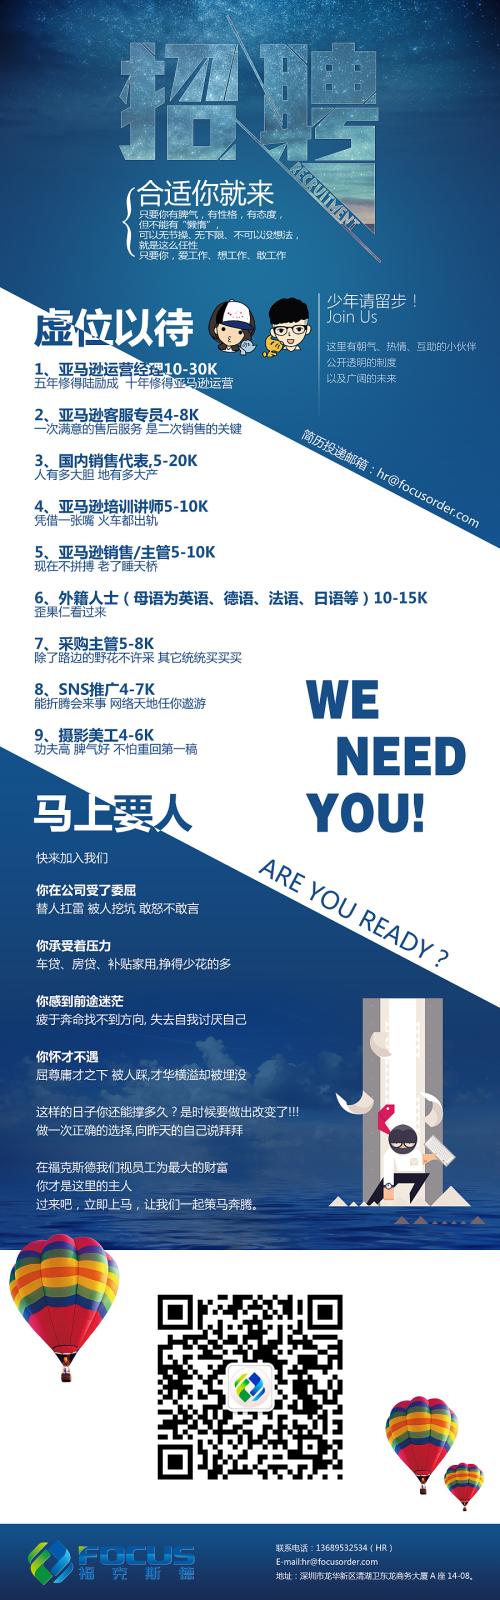 招聘
RECRUITMENT
合适你就来
只要你有脾气，有性格，有态度，
但不能有“懒惰”，
可以无节操、无下限、不可以没想法，
就是这么任性
只要你，爱工作、想工作、敢工作
虚位以待
少年请留步！
Join Us
这里有朝气、热情、互助的小伙伴
公开透明的制度
以及广阔的未来
简历投递邮箱：hr@focusorder.com
1、亚马逊运营经理10-30K
五年修得陆励成 十年修得亚马逊运营
2、亚马逊客服专员4-8K
一次满意的售后服务 是二次销售的关键
3、国内销售代表,5-20K
人有多大胆 地有多大产
4、亚马逊培训讲师5-10K
凭借一张嘴 火车都出轨
5、亚马逊销售/主管5-10K
现在不拼搏 老了睡天桥
6、外籍人士（母语为英语、德语、法语、日语等）10-15K
歪果仁看过来
7、采购主管5-8K
除了路边的野花不许采 其它统统买买买
8、SNS推广4-7K
能折腾会来事 网络天地任你遨游
9、摄影美工4-6K
功夫高 脾气好 不怕重回第一稿
WE
NEED
YOU!
ARE YOU READY ?
马上要人
快来加入我们
你在公司受了委屈
替人扛雷 被人挖坑 敢怒不敢言
你承受着压力
车贷、房贷、补贴家用,挣得少花的多
你感到前途迷茫
疲于奔命找不到方向, 失去自我讨厌自己
你怀才不遇
屈尊庸才之下 被人踩,才华横溢却被埋没
这样的日子你还能撑多久？是时候要做出改变了!!!
做一次正确的选择,向昨天的自己说拜拜
在福克斯德我们视员工为最大的财富
你才是这里的主人
过来吧，立即上马，让我们一起策马奔腾。
FOCUS
福克斯德
联系电话：13689532534（HR）
E-mail:hr@focusorder.com
地址：深圳市龙华新区清湖卫东龙商务大厦 A 座 14-08。